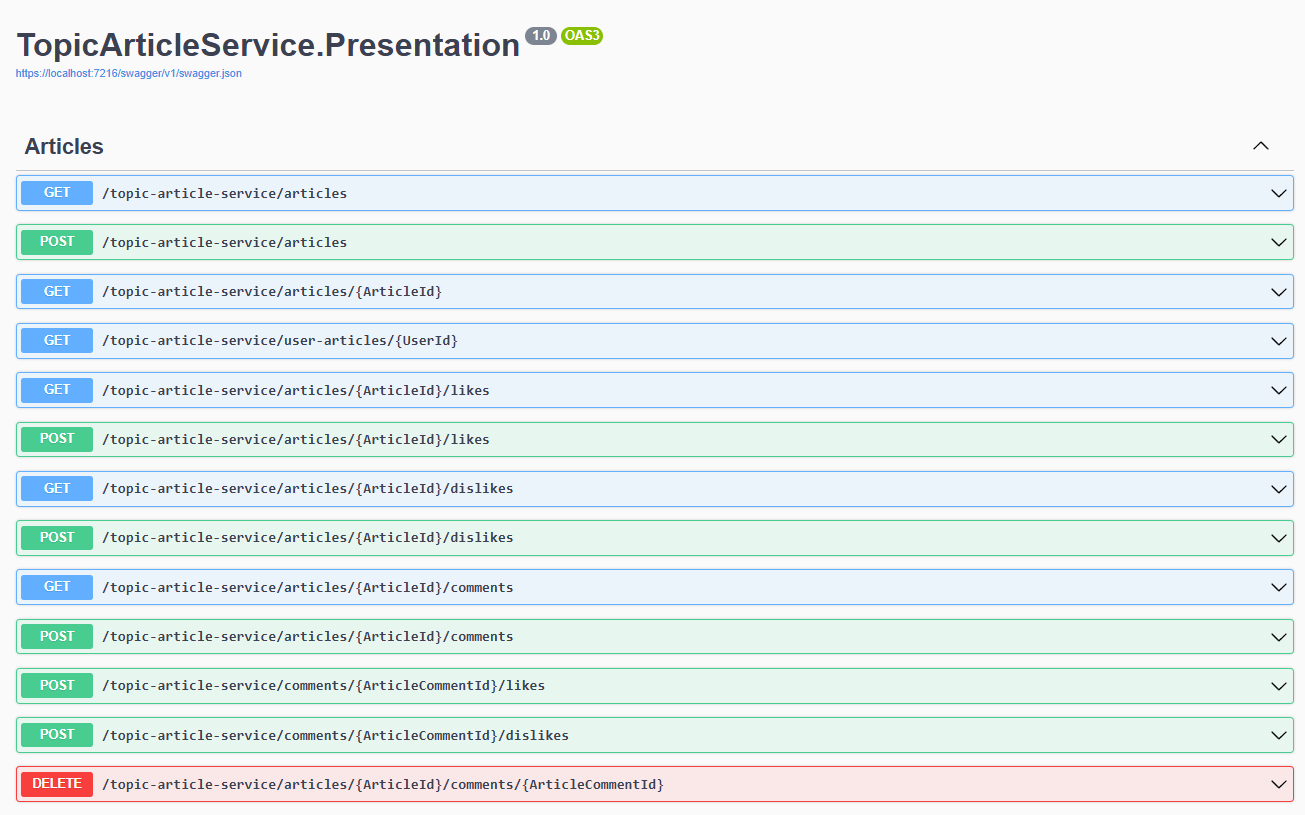 TopicArticleService.Presentation 1.0 OAS3
https://localhost:7216/swagger/v1/swagger.json
Articles
GET /topic-article-service/articles
POST /topic-article-service/articles
GET /topic-article-service/articles/{ArticleId}
GET /topic-article-service/user-articles/{UserId}
GET /topic-article-service/articles/{ArticleId}/likes
POST /topic-article-service/articles/{ArticleId}/likes
GET /topic-article-service/articles/{ArticleId}/dislikes
POST /topic-article-service/articles/{ArticleId}/dislikes
GET /topic-article-service/articles/{ArticleId}/comments
POST /topic-article-service/articles/{ArticleId}/comments
POST /topic-article-service/comments/{ArticleCommentId}/likes
POST /topic-article-service/comments/{ArticleCommentId}/dislikes
DELETE /topic-article-service/articles/{ArticleId}/comments/{ArticleCommentId}